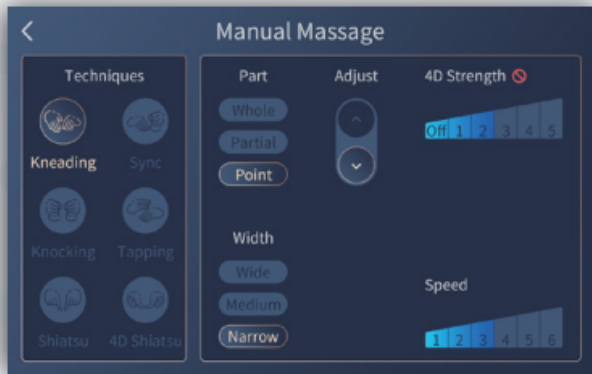 Manual Massage
Techniques
Kneading
Sync
Knocking
Tapping
Shiatsu
4D Shiatsu
Part
Whole
Partial
Point
Adjust
4D Strength
Off 1 2 3 4 5
Width
Wide
Medium
Narrow
Speed
1 2 3 4 5 6